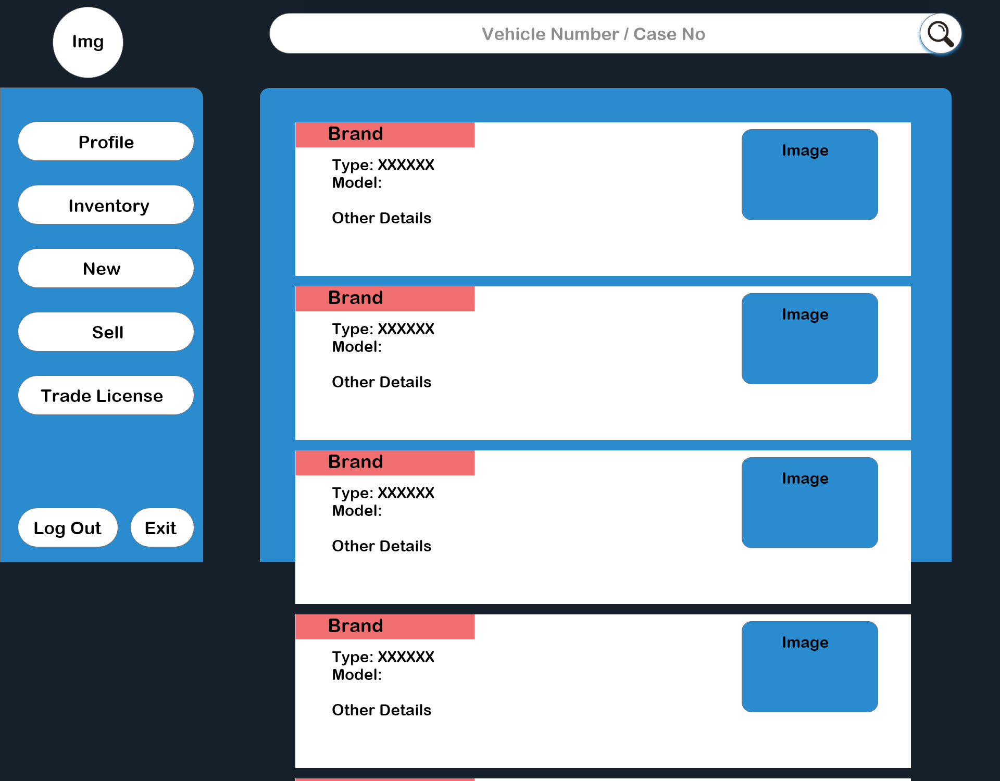 Img
Vehicle Number / Case No
Profile
Inventory
New
Sell
Trade License
Log Out
Exit
Brand
Type: XXXXXX
Model:
Other Details
Image
Brand
Type: XXXXXX
Model:
Other Details
Image
Brand
Type: XXXXXX
Model:
Other Details
Image
Brand
Type: XXXXXX
Model:
Other Details
Image